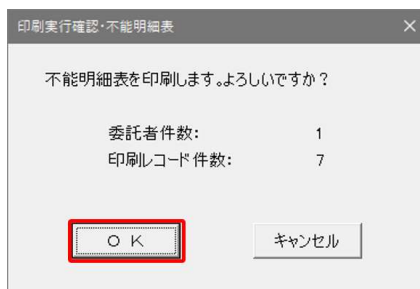 印刷実行確認・不能明細表
不能明細表を印刷します。よろしいですか？
委託者件数: 1
印刷レコード件数: 7
ＯＫ
キャンセル